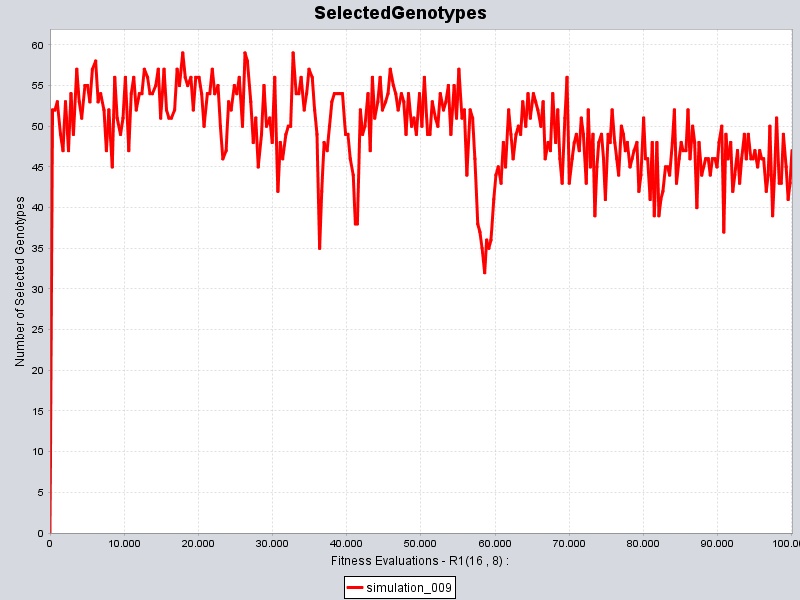 SelectedGenotypes
60
55
50
45
40
35
30
25
20
15
10
5
0
Number of Selected Genotypes
0 10.000 20.000 30.000 40.000 50.000 60.000 70.000 80.000 90.000 100.00
Fitness Evaluations - R1(16 , 8) :
simulation_009